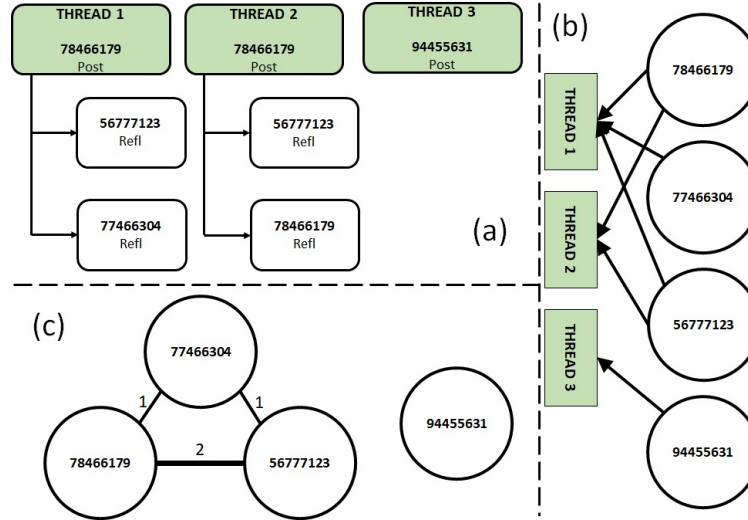 THREAD 1
78466179
Post
THREAD 2
78466179
Post
THREAD 3
94455631
Post
56777123
Refl
56777123
Refl
77466304
Refl
78466179
Refl
(a)
(b)
THREAD 1
THREAD 2
THREAD 3
78466179
77466304
56777123
94455631
(c)
77466304
1
1
78466179
2
56777123
94455631